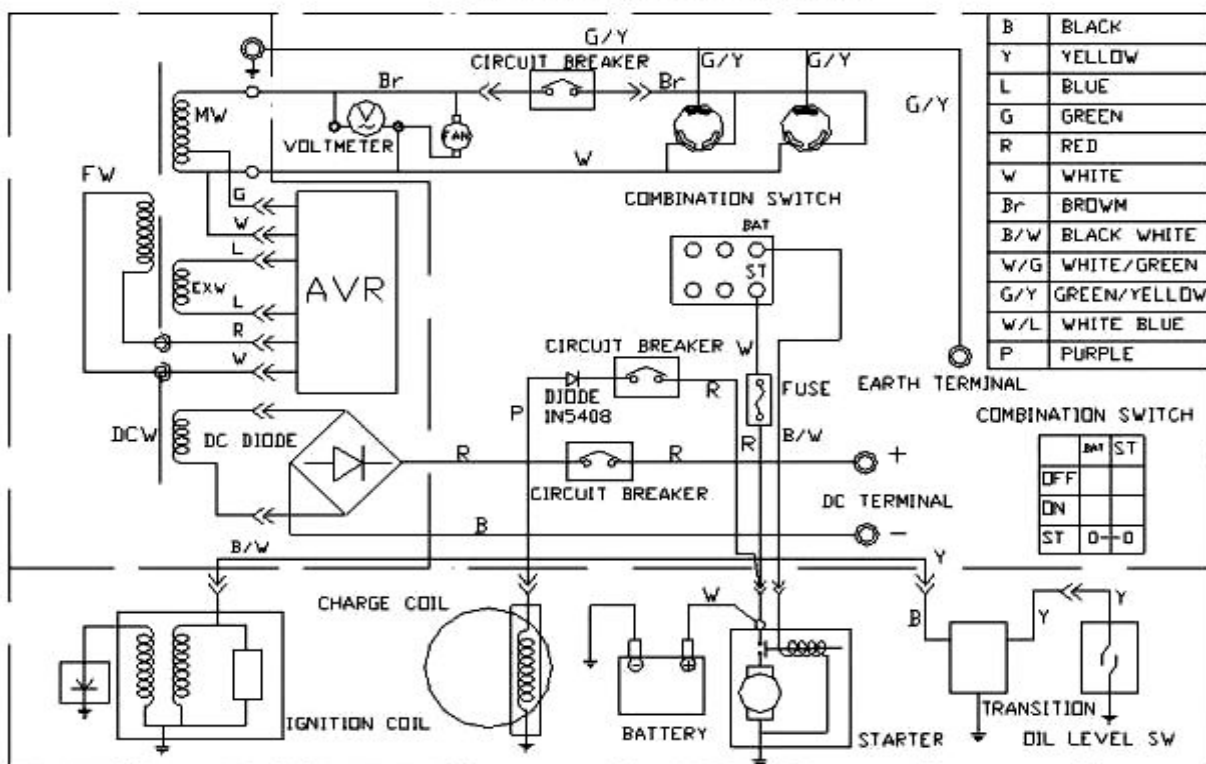 G/Y
CIRCUIT BREAKER
G/Y
G/Y
Br
Br
G/Y
MW
V
VOLTMETER
FAN
W
FW
COMBINATION SWITCH
G
W
L
BAT
ST
EXW
AVR
L
R
W
W
CIRCUIT BREAKER
R
FUSE
EARTH TERMINAL
DIODE
IN5408
P
DCW
DC DIODE
R
R
R
B/W
+
CIRCUIT BREAKER
DC TERMINAL
B
-
B/W
Y
CHARGE COIL
W
B
Y
Y
IGNITION COIL
BATTERY
STARTER
TRANSITION
OIL LEVEL SW
B BLACK
Y YELLOW
L BLUE
G GREEN
R RED
W WHITE
Br BROWM
B/W BLACK WHITE
W/G WHITE/GREEN
G/Y GREEN/YELLOW
W/L WHITE BLUE
P PURPLE
COMBINATION SWITCH
BAT ST
OFF
ON
ST O--O